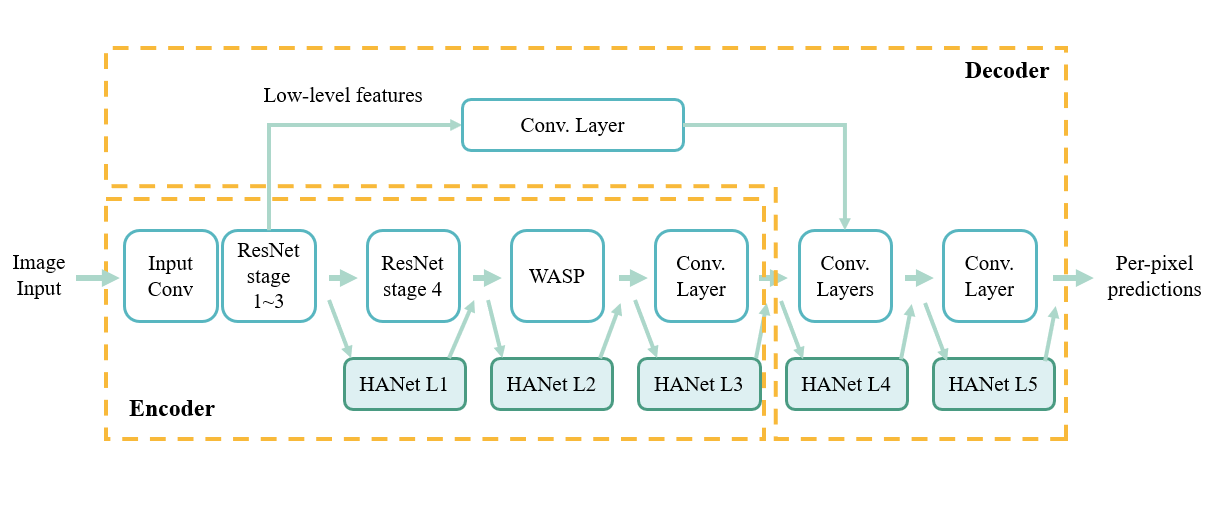 Decoder
Low-level features
Conv. Layer
Image
Input
Input
Conv
ResNet
stage
1~3
ResNet
stage 4
WASP
Conv.
Layer
Conv.
Layers
Conv.
Layer
Per-pixel
predictions
HANet L1
HANet L2
HANet L3
HANet L4
HANet L5
Encoder